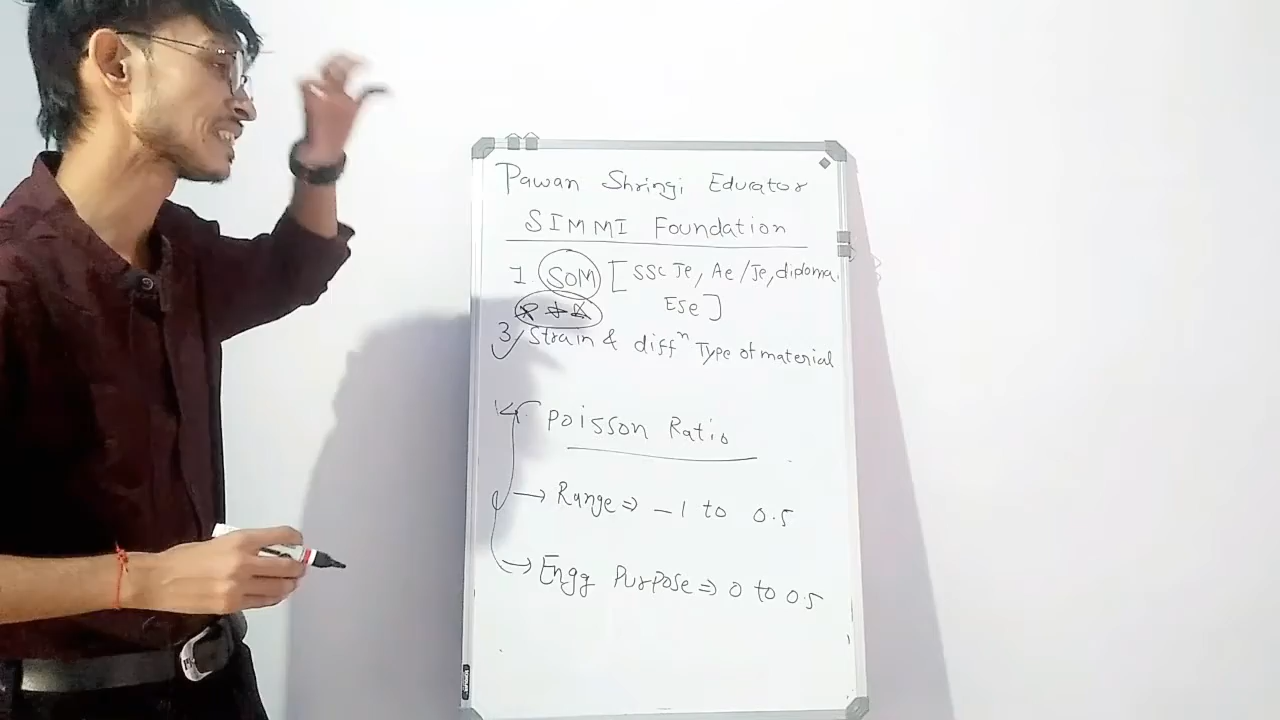 Pawan Shringi Educator
SIMMI Foundation
1 SOM [ SSC Je, Ae/Je, diploma,
Ese ]
3 Strain & diffⁿ Type of material
Poisson Ratio
→ Range ⇒ -1 to 0.5
→ Engg Purpose ⇒ 0 to 0.5